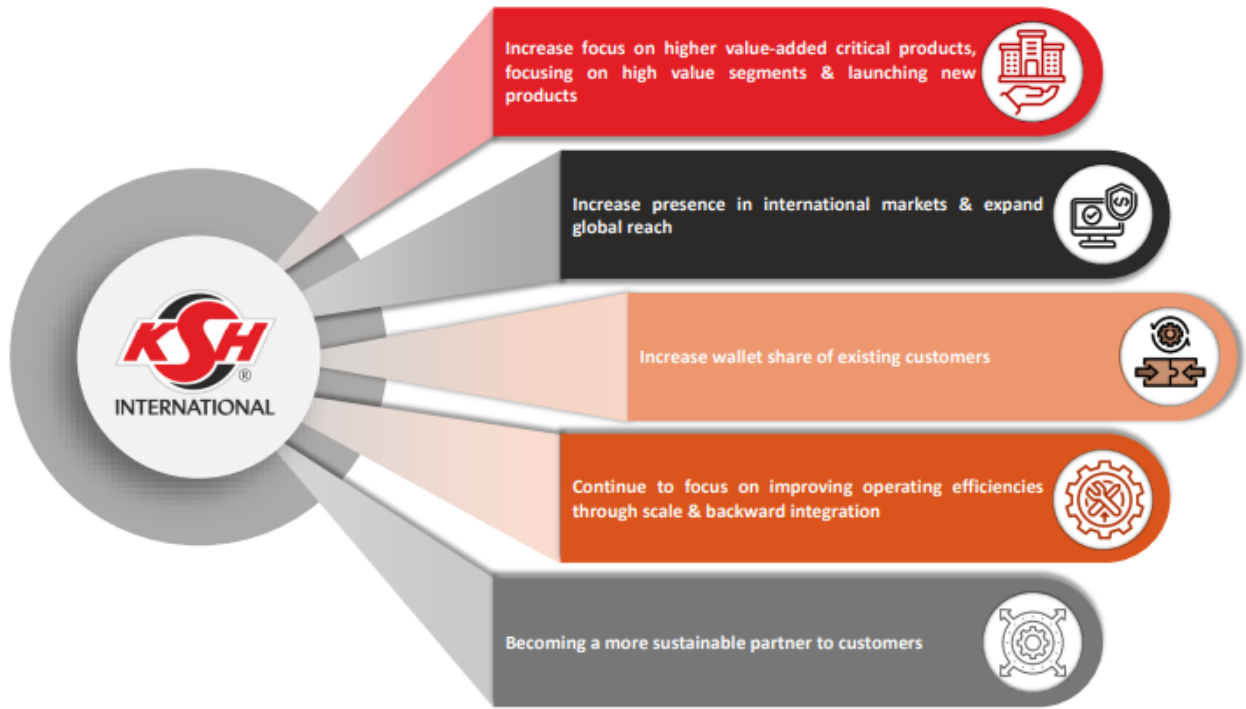 Increase focus on higher value-added critical products,
focusing on high value segments & launching new
products
Increase presence in international markets & expand
global reach
KSH
®
INTERNATIONAL
Increase wallet share of existing customers
Continue to focus on improving operating efficiencies
through scale & backward integration
Becoming a more sustainable partner to customers